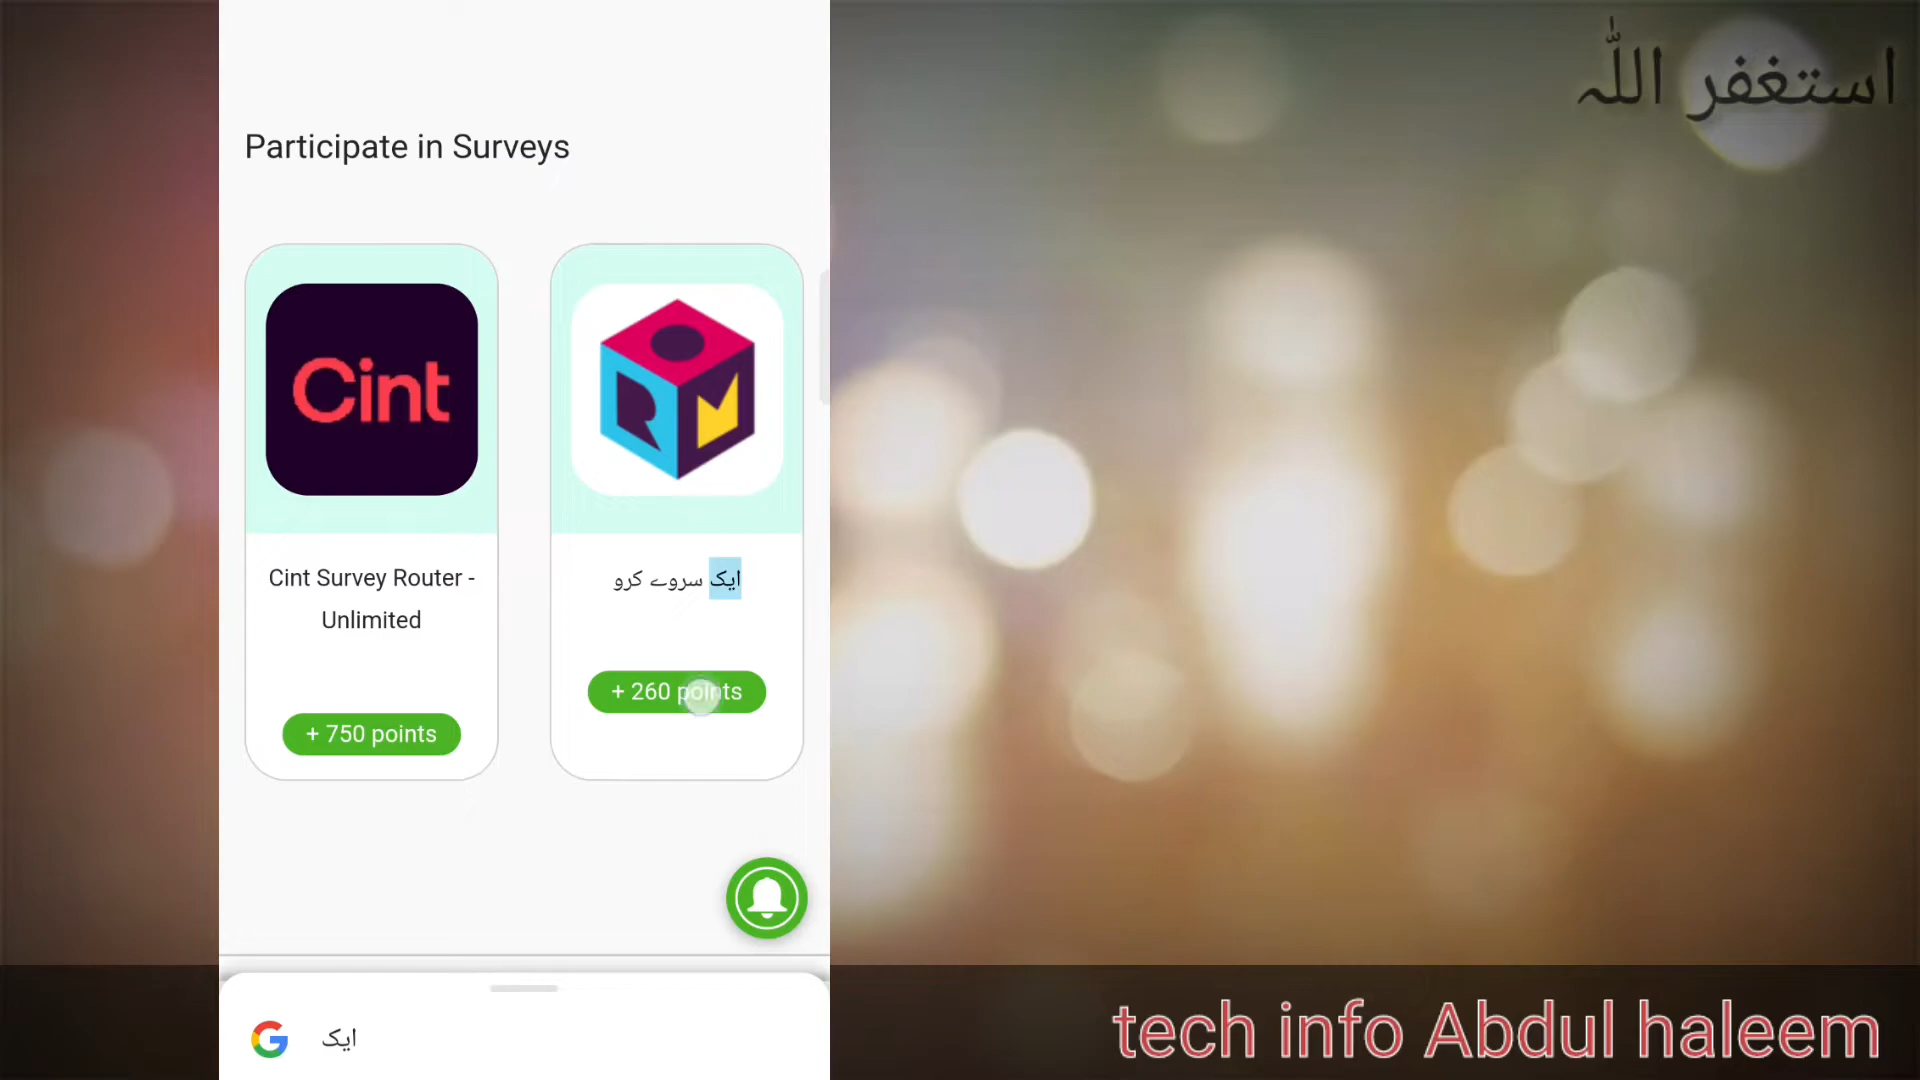 استغفر اللہ
Participate in Surveys
Cint
R M
Cint Survey Router -
Unlimited
+ 750 points
ایک سروے کرو
+ 260 points
ایک
tech info Abdul haleem